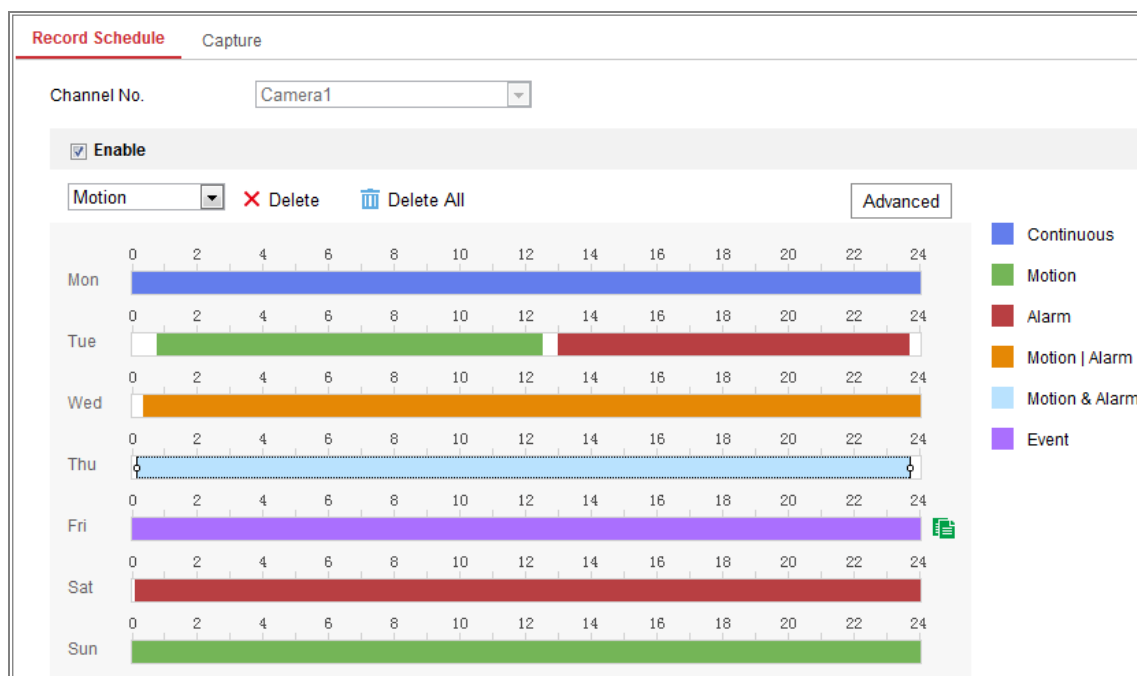 Record Schedule Capture
Channel No. Camera1
Enable
Motion Delete Delete All Advanced
0 2 4 6 8 10 12 14 16 18 20 22 24
Mon
0 2 4 6 8 10 12 14 16 18 20 22 24
Tue
0 2 4 6 8 10 12 14 16 18 20 22 24
Wed
0 2 4 6 8 10 12 14 16 18 20 22 24
Thu
0 2 4 6 8 10 12 14 16 18 20 22 24
Fri
0 2 4 6 8 10 12 14 16 18 20 22 24
Sat
0 2 4 6 8 10 12 14 16 18 20 22 24
Sun
Continuous
Motion
Alarm
Motion | Alarm
Motion & Alarm
Event